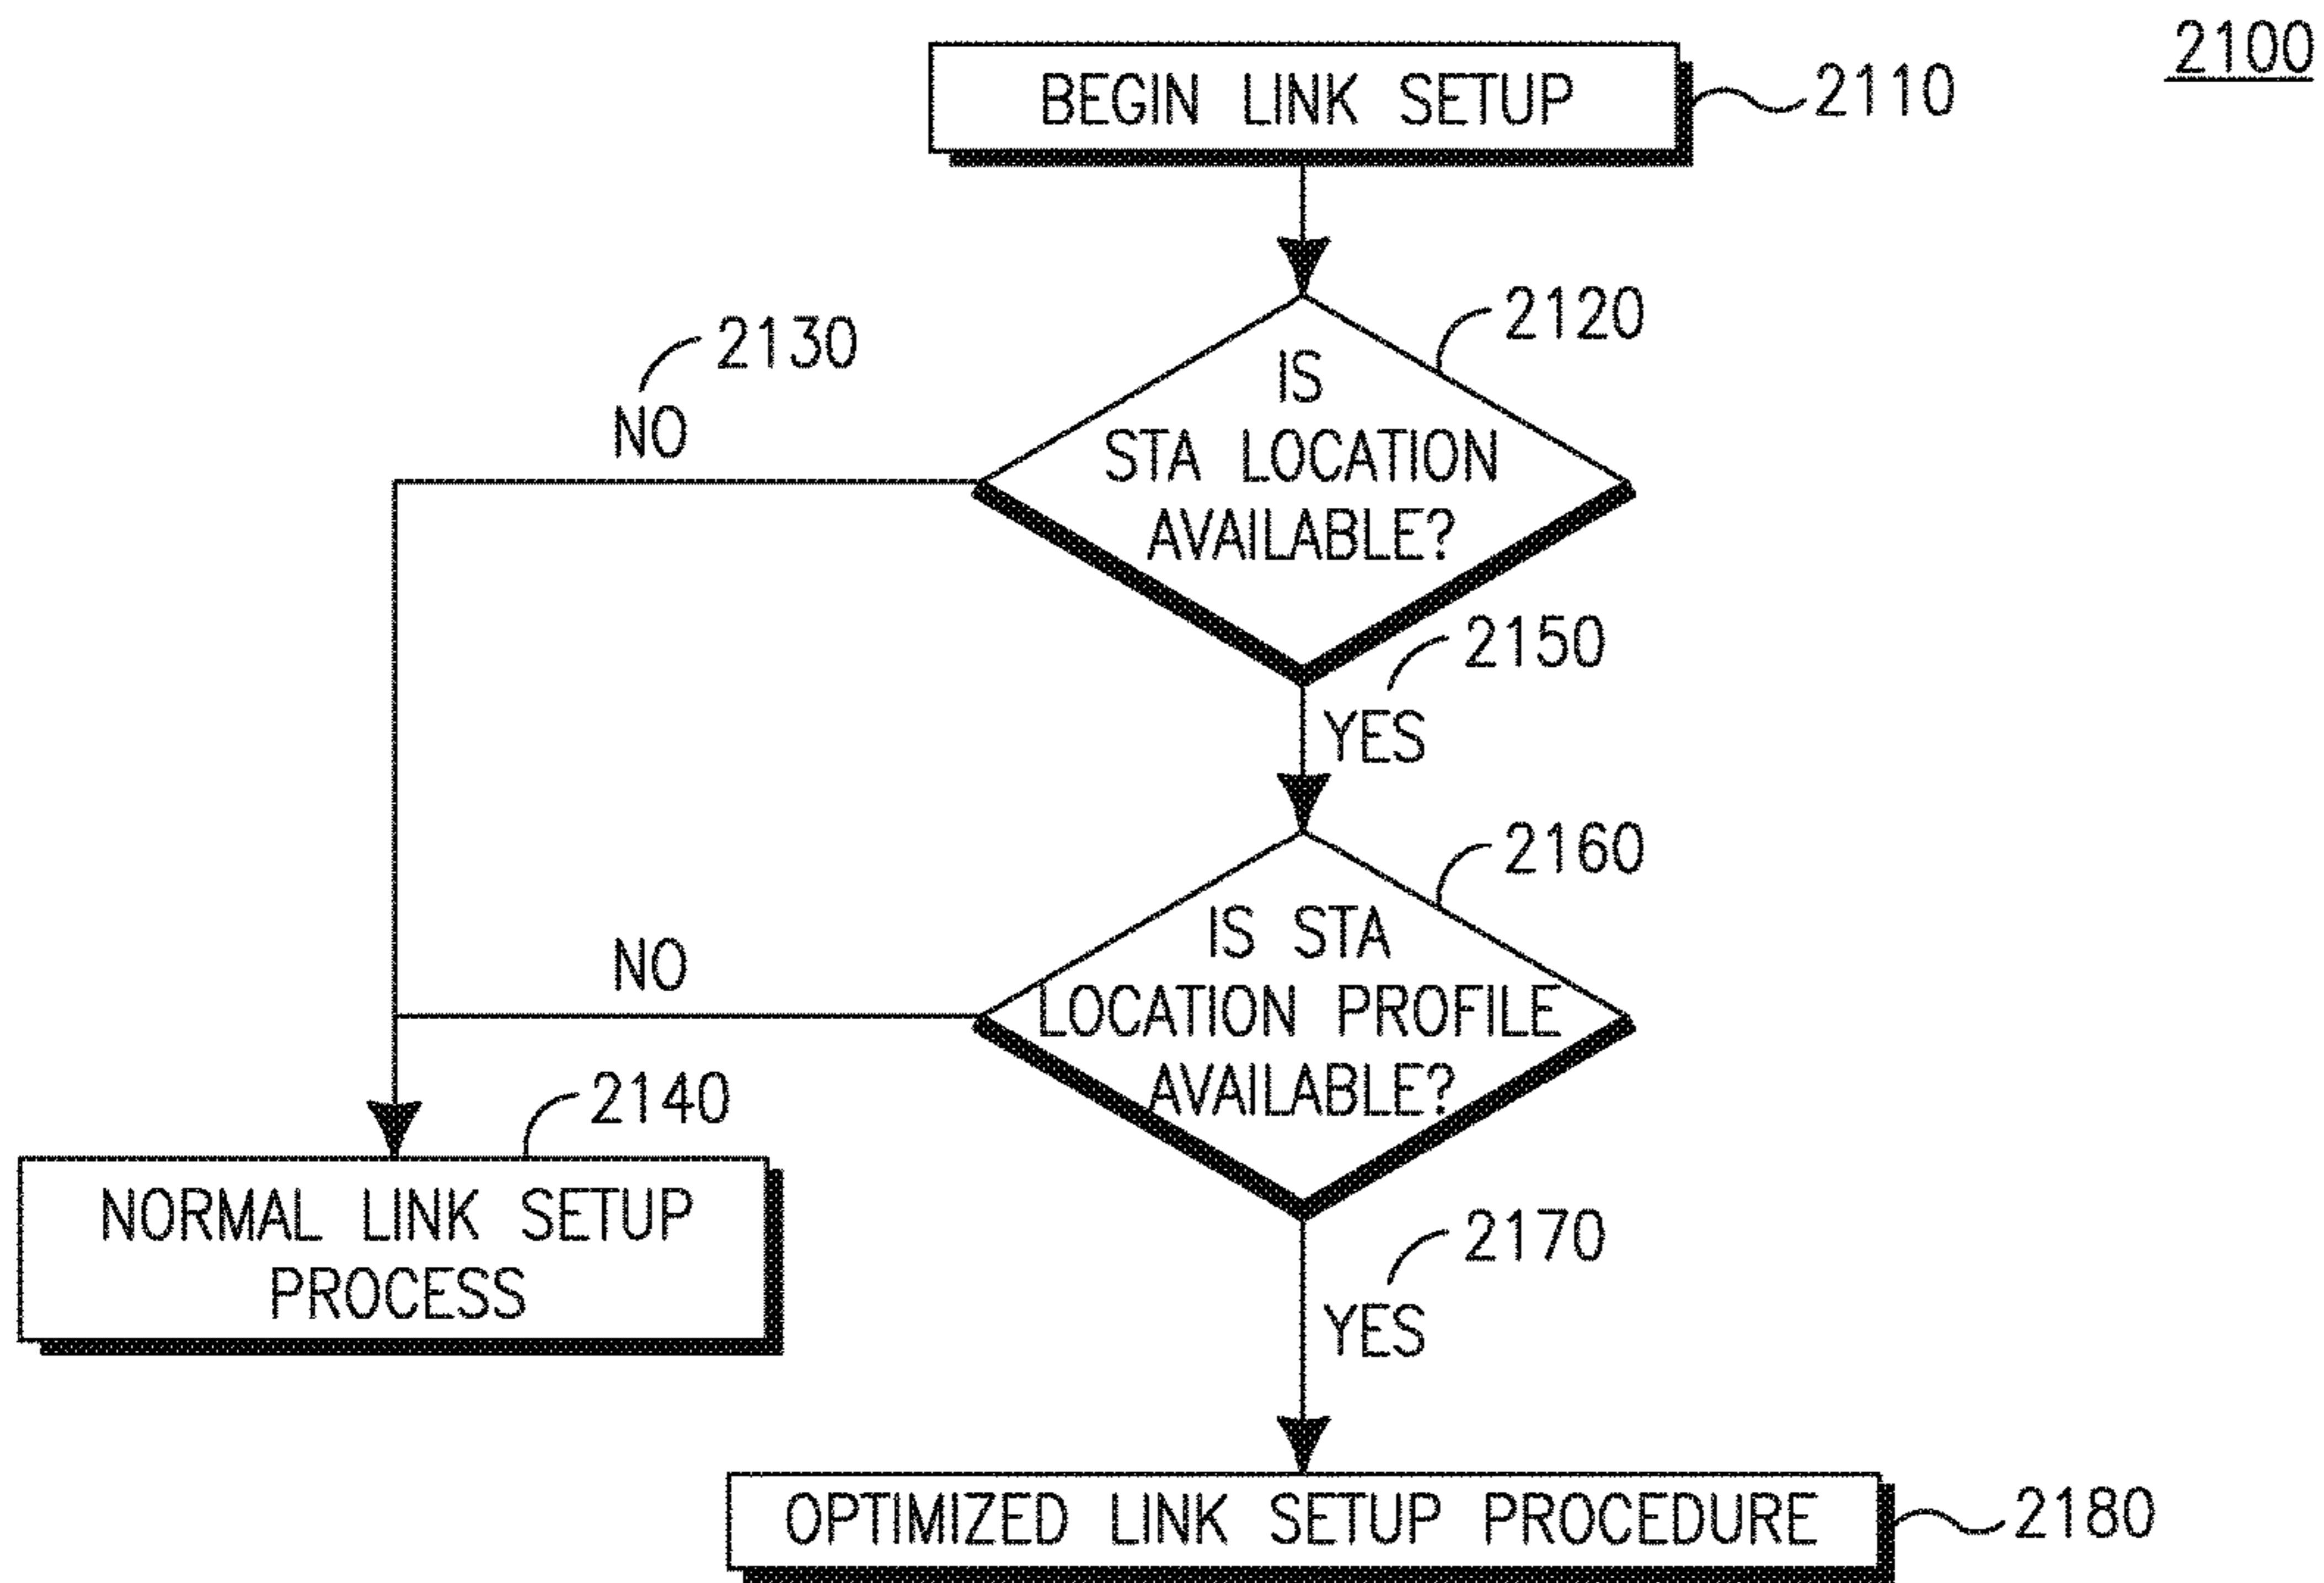 2100
BEGIN LINK SETUP
2110
2120
IS
STA LOCATION
AVAILABLE?
2130
NO
2150
YES
2160
IS STA
LOCATION PROFILE
AVAILABLE?
NO
2140
NORMAL LINK SETUP
PROCESS
2170
YES
OPTIMIZED LINK SETUP PROCEDURE
2180